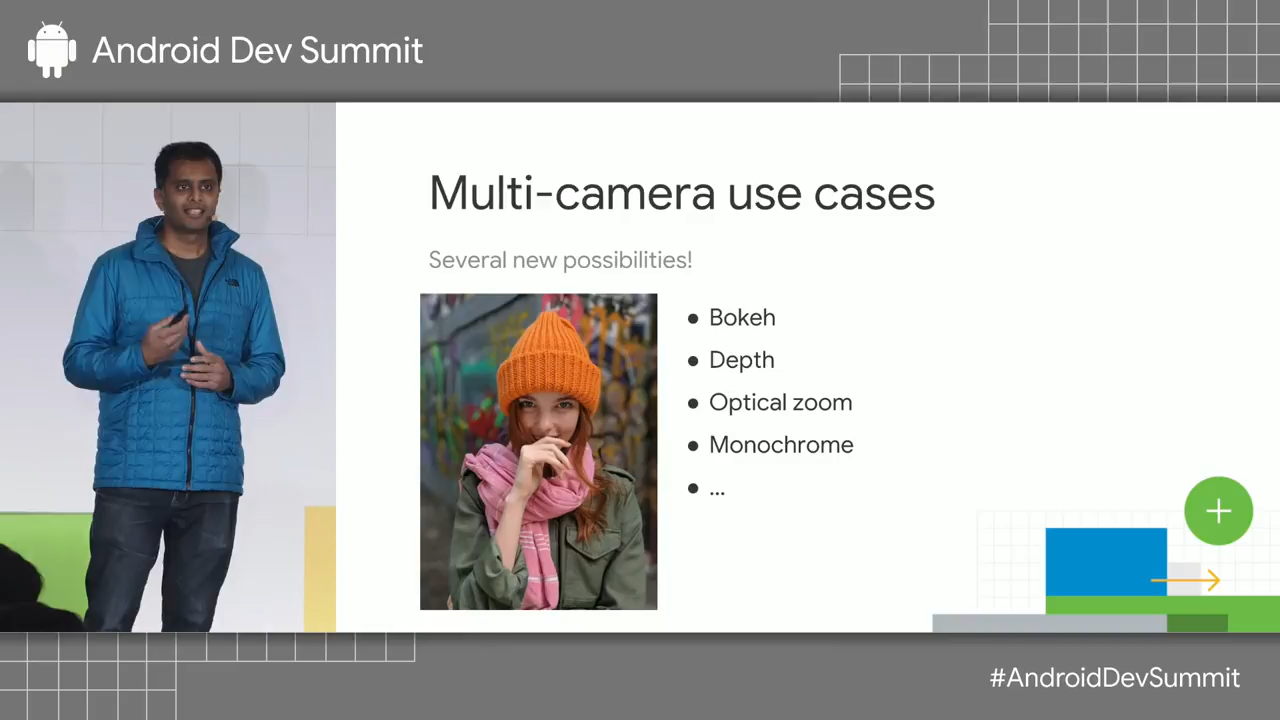 Android Dev Summit
Multi-camera use cases
Several new possibilities!
● Bokeh
● Depth
● Optical zoom
● Monochrome
● ...
#AndroidDevSummit